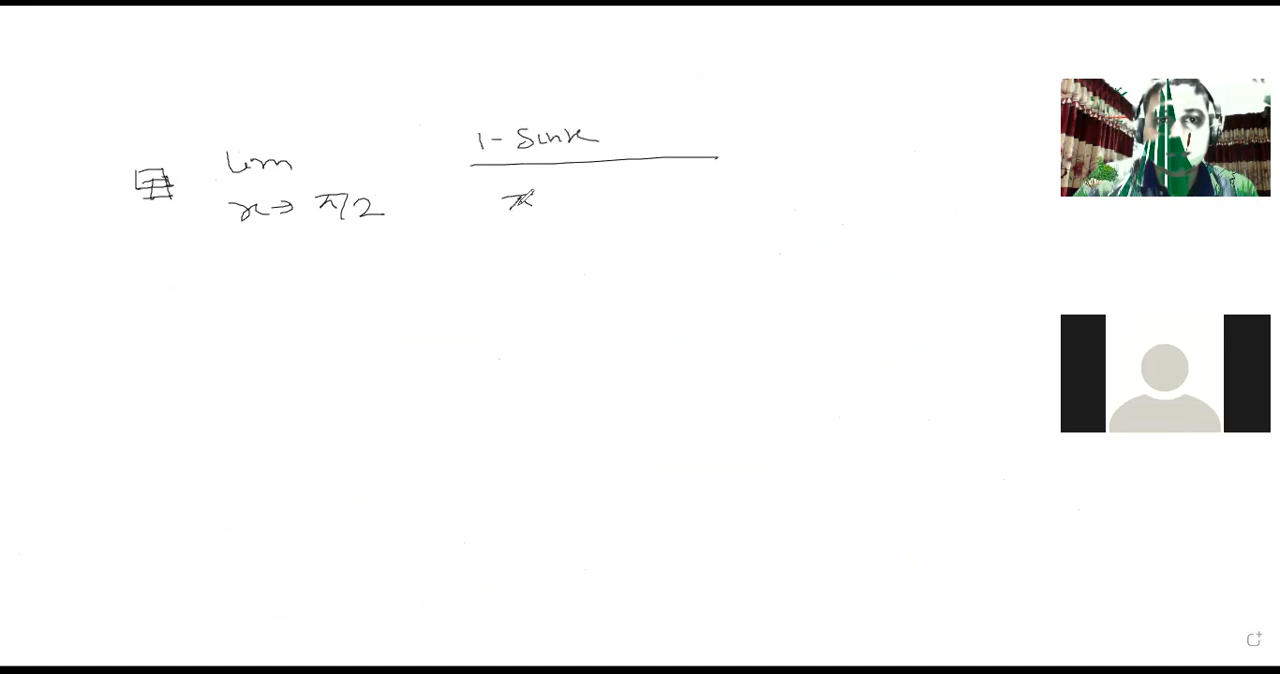 lim 1 - sinx
x → π/2